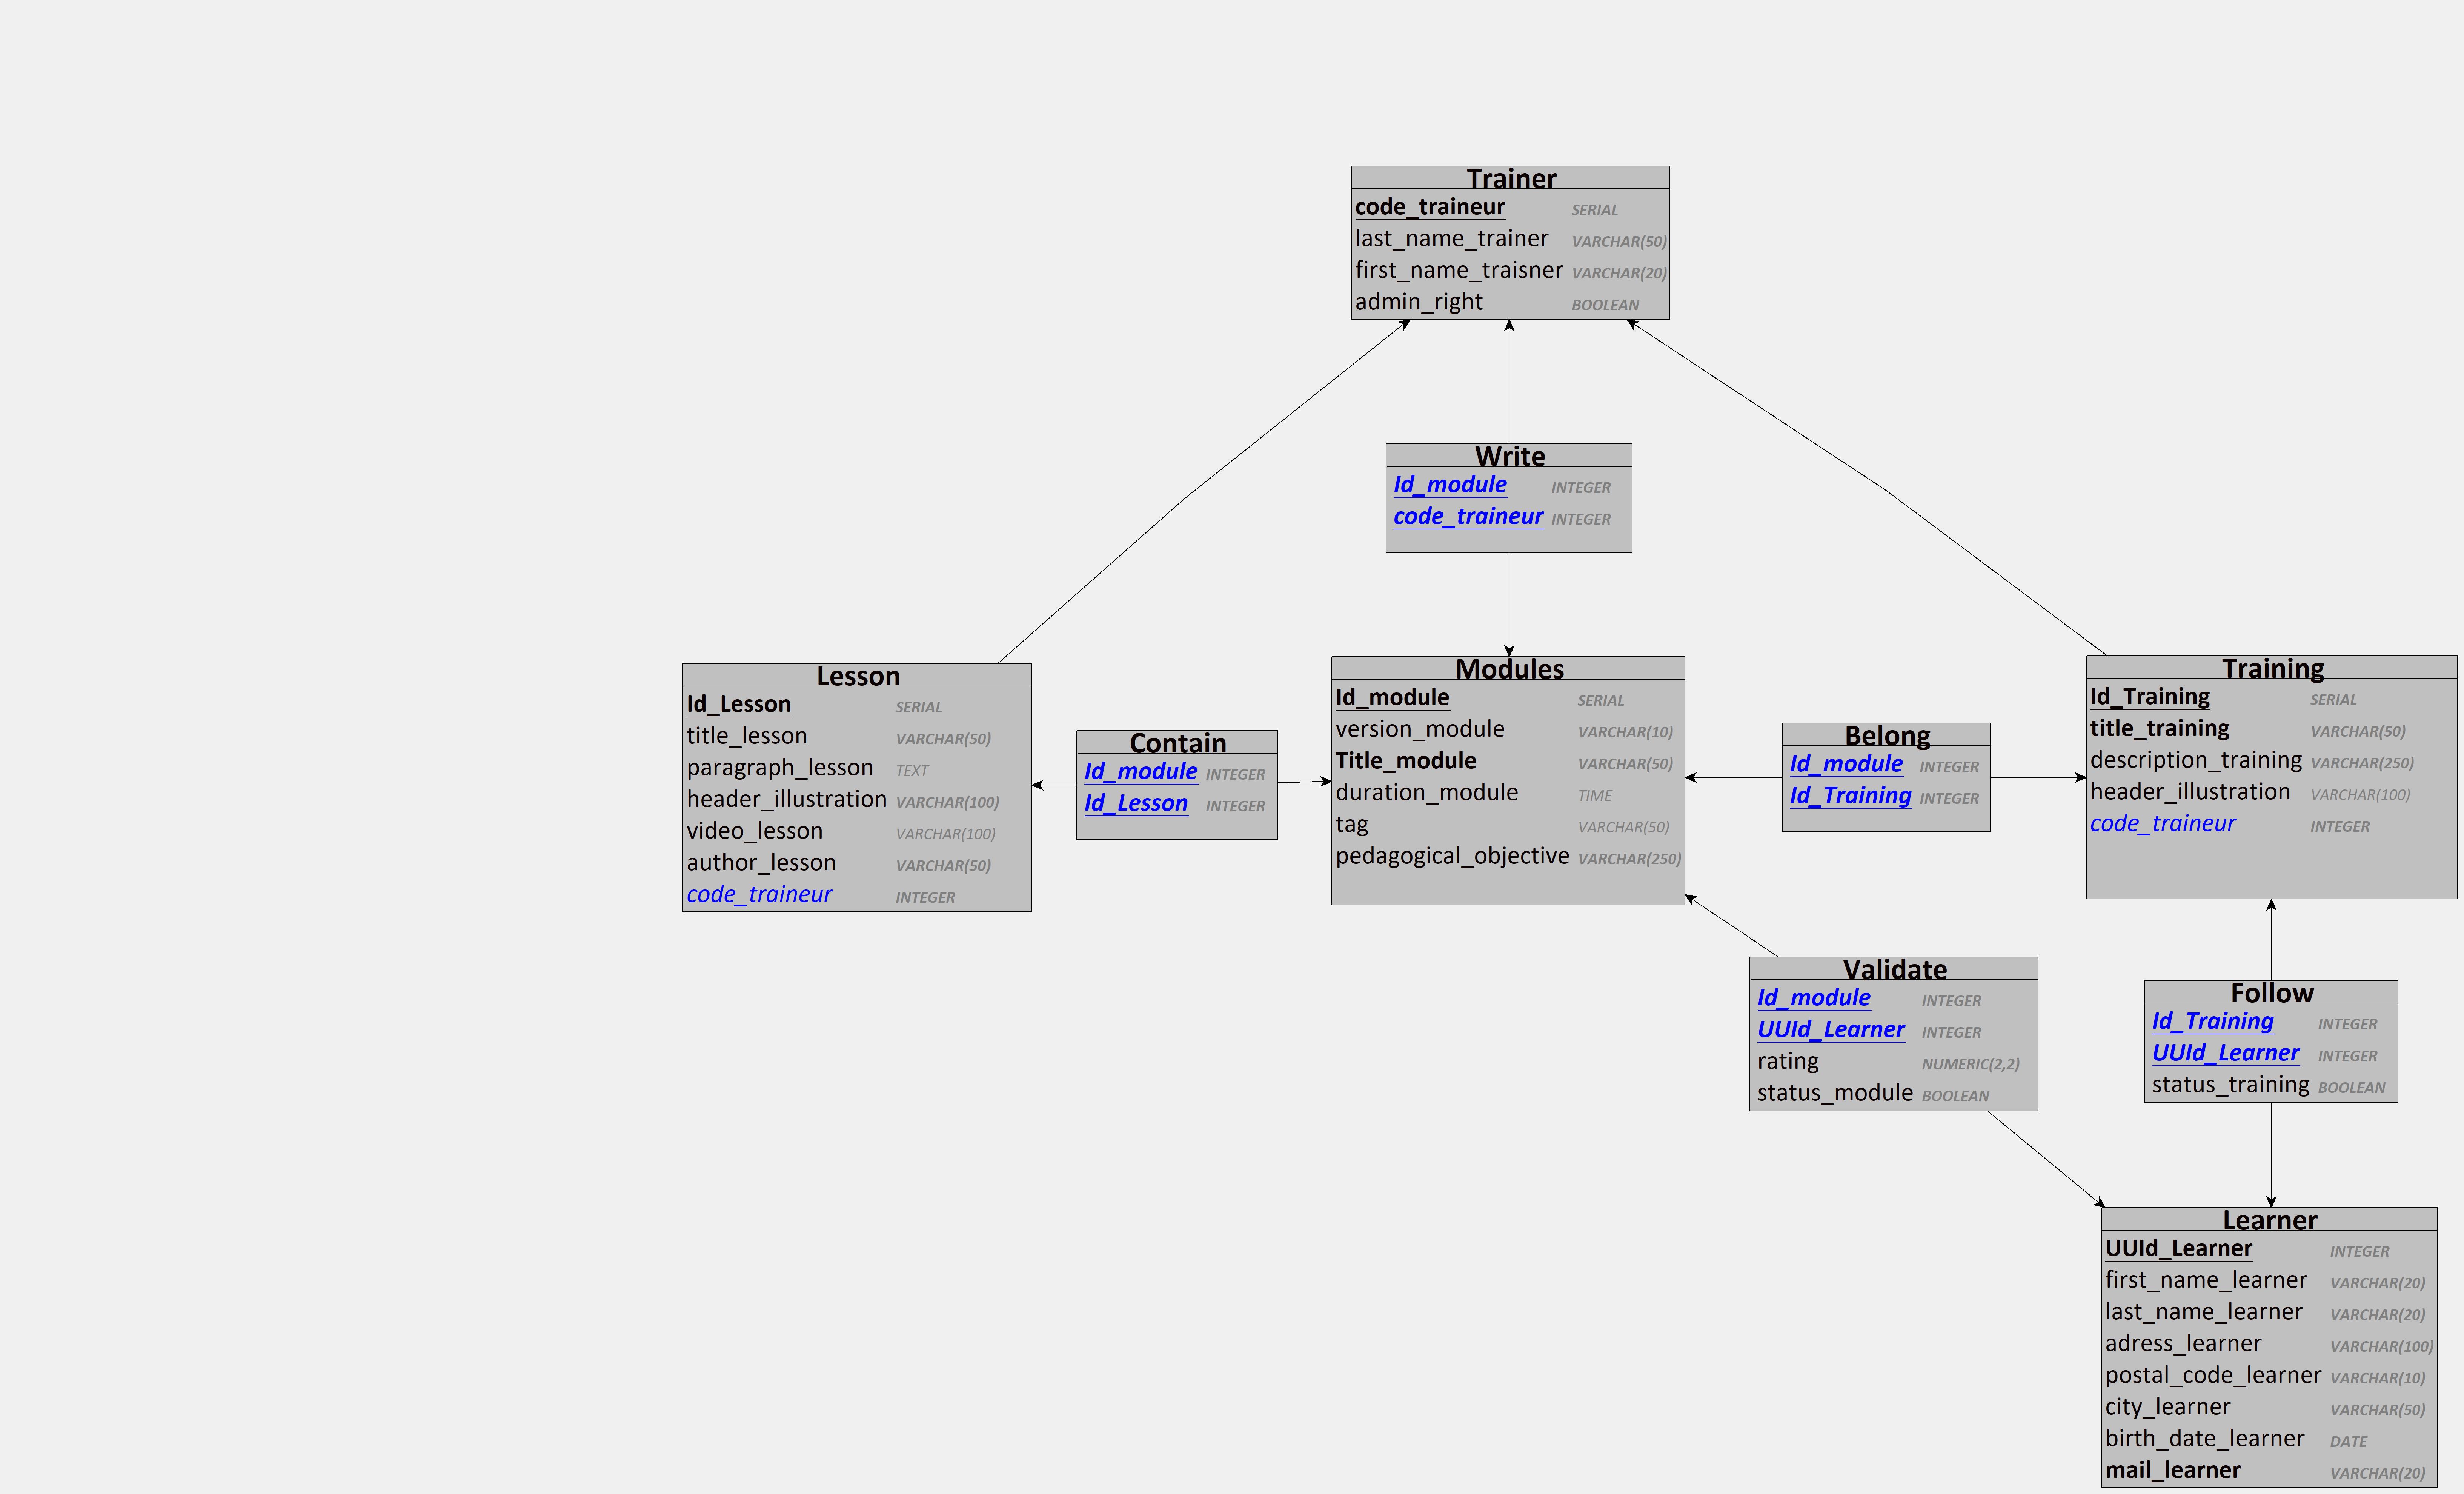 Trainer
code_traineur SERIAL
last_name_trainer VARCHAR(50)
first_name_traisner VARCHAR(20)
admin_right BOOLEAN
Write
Id_module INTEGER
code_traineur INTEGER
Lesson
Id_Lesson SERIAL
title_lesson VARCHAR(50)
paragraph_lesson TEXT
header_illustration VARCHAR(100)
video_lesson VARCHAR(100)
author_lesson VARCHAR(50)
code_traineur INTEGER
Contain
Id_module INTEGER
Id_Lesson INTEGER
Modules
Id_module SERIAL
version_module VARCHAR(10)
Title_module VARCHAR(50)
duration_module TIME
tag VARCHAR(50)
pedagogical_objective VARCHAR(250)
Belong
Id_module INTEGER
Id_Training INTEGER
Training
Id_Training SERIAL
title_training VARCHAR(50)
description_training VARCHAR(250)
header_illustration VARCHAR(100)
code_traineur INTEGER
Validate
Id_module INTEGER
UUId_Learner INTEGER
rating NUMERIC(2,2)
status_module BOOLEAN
Follow
Id_Training INTEGER
UUId_Learner INTEGER
status_training BOOLEAN
Learner
UUId_Learner INTEGER
first_name_learner VARCHAR(20)
last_name_learner VARCHAR(20)
adress_learner VARCHAR(100)
postal_code_learner VARCHAR(10)
city_learner VARCHAR(50)
birth_date_learner DATE
mail_learner VARCHAR(20)